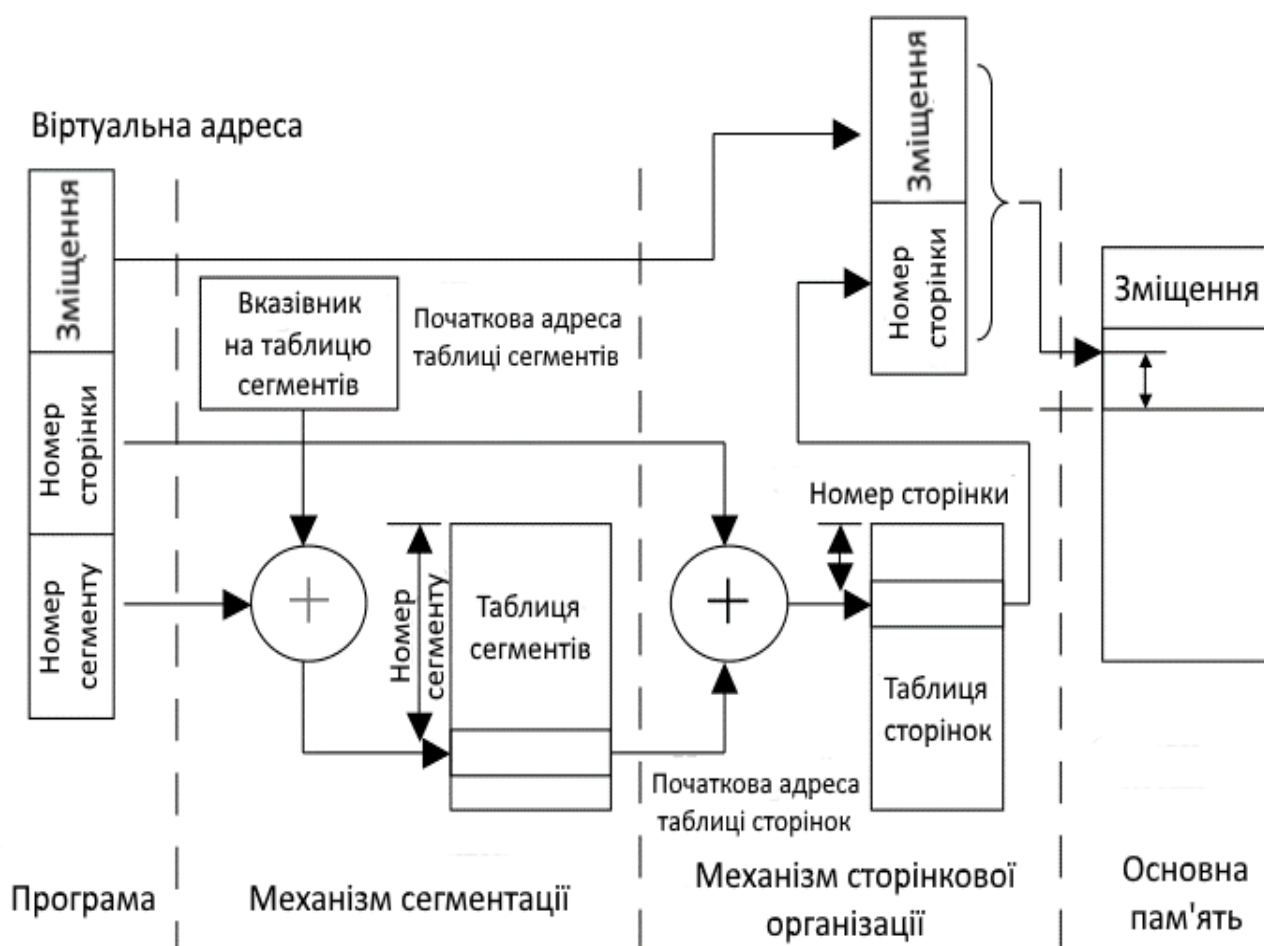 Віртуальна адреса
Зміщення
Номер
сторінки
Номер
сегменту
Вказівник
на таблицю
сегментів
Початкова адреса
таблиці сегментів
Номер
сегменту
Таблиця
сегментів
Зміщення
Номер
сторінки
Номер сторінки
Таблиця
сторінок
Початкова адреса
таблиці сторінок
Зміщення
Програма
Механізм сегментації
Механізм сторінкової
організації
Основна
пам'ять